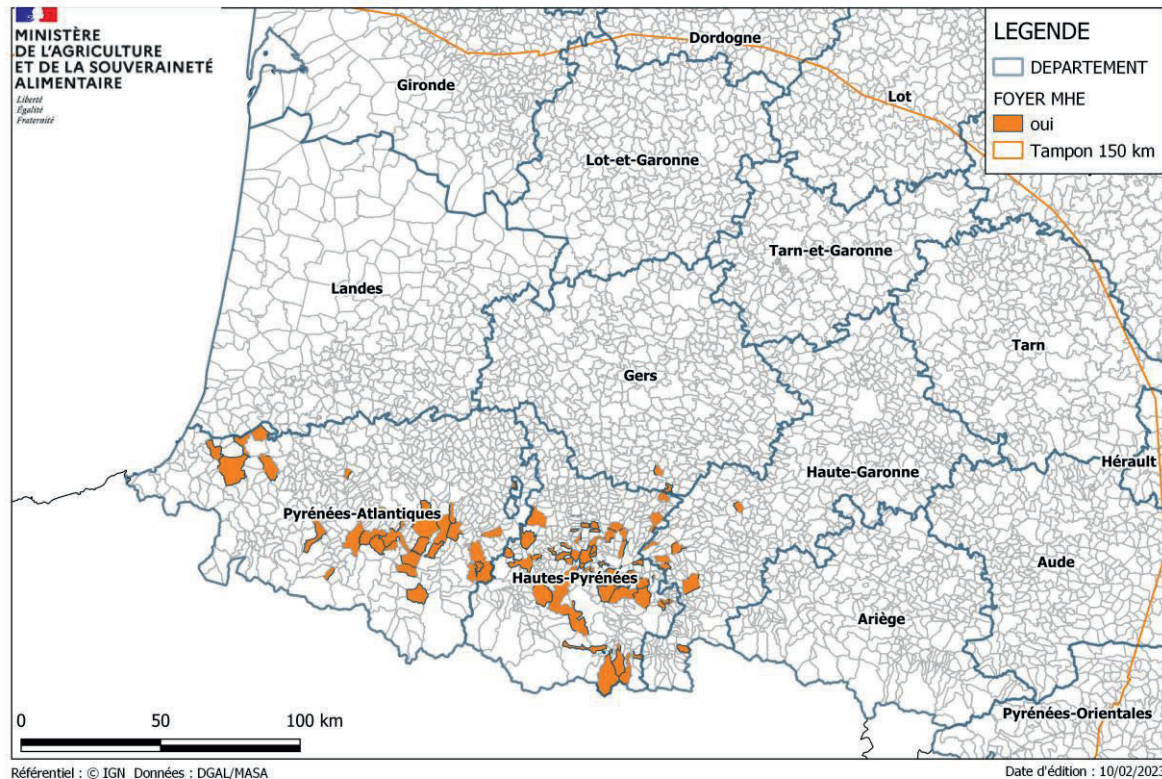 MINISTÈRE
DE L'AGRICULTURE
ET DE LA SOUVERAINETÉ
ALIMENTAIRE
Liberté
Égalité
Fraternité
LEGENDE
DEPARTEMENT
FOYER MHE
oui
Tampon 150 km
Dordogne
Gironde
Lot
Lot-et-Garonne
Tarn-et-Garonne
Landes
Tarn
Gers
Hérault
Haute-Garonne
Pyrénées-Atlantiques
Aude
Hautes-Pyrénées
Ariège
Pyrénées-Orientales
0 50 100 km
Référentiel : © IGN Données : DGAL/MASA
Date d'édition : 10/02/2023